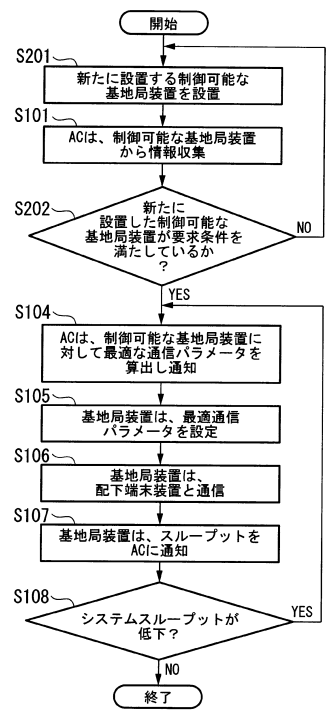 開始
S201
新たに設置する制御可能な
基地局装置を設置
S101
ACは、制御可能な基地局装置
から情報収集
S202
新たに
設置した制御可能な
基地局装置が要求条件を
満たしているか
?
NO
YES
S104
ACは、制御可能な基地局装置に
対して最適な通信パラメータを
算出し通知
S105
基地局装置は、最適通信
パラメータを設定
S106
基地局装置は、
配下端末装置と通信
S107
基地局装置は、スループットを
ACに通知
S108
システムスループットが
低下?
YES
NO
終了